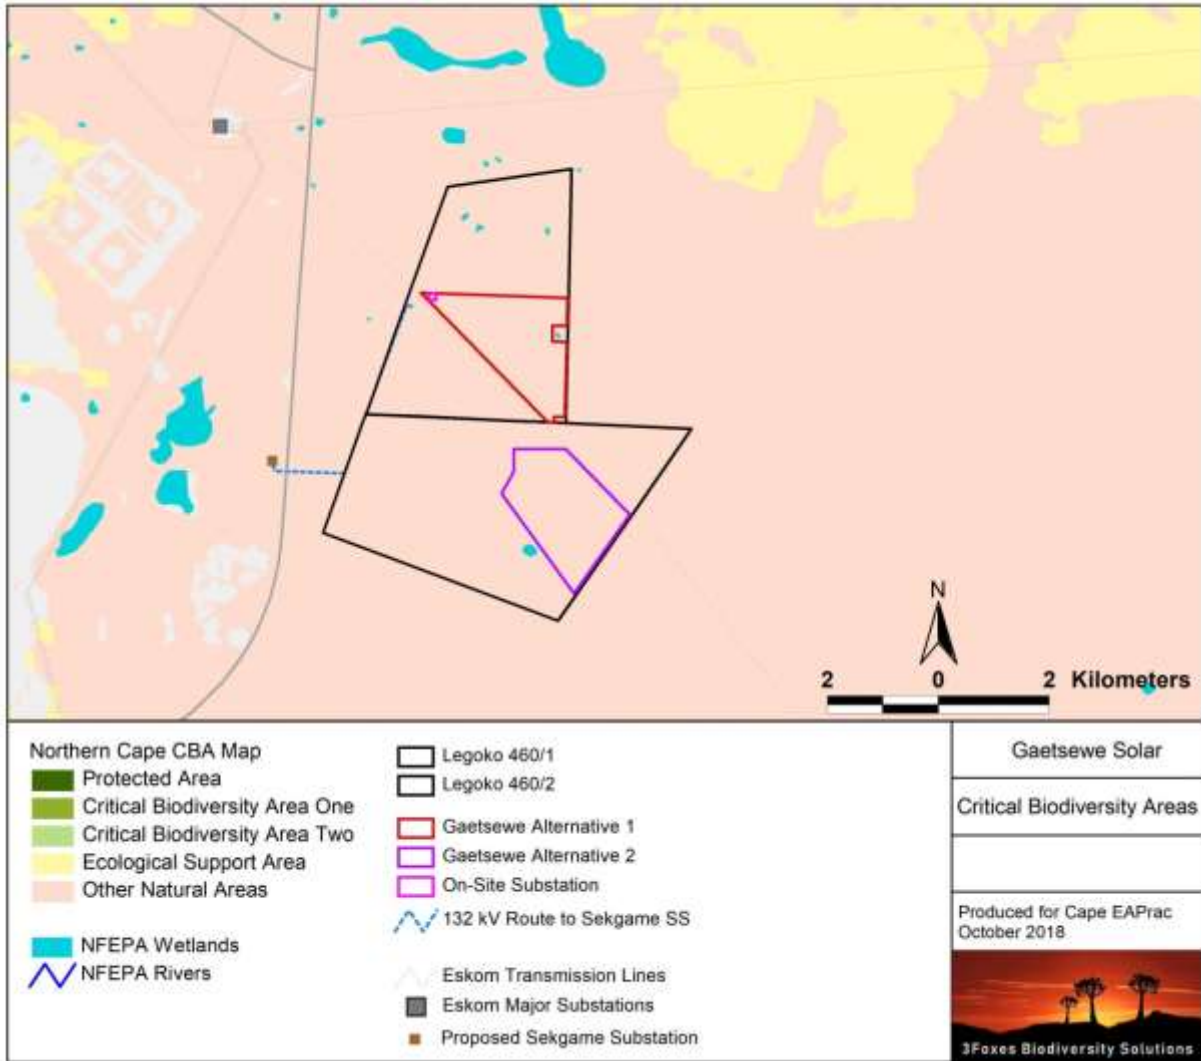 N
2 0 2 Kilometers
Northern Cape CBA Map
Protected Area
Critical Biodiversity Area One
Critical Biodiversity Area Two
Ecological Support Area
Other Natural Areas
NFEPA Wetlands
NFEPA Rivers
Legoko 460/1
Legoko 460/2
Gaetsewe Alternative 1
Gaetsewe Alternative 2
On-Site Substation
132 kV Route to Sekgame SS
Eskom Transmission Lines
Eskom Major Substations
Proposed Sekgame Substation
Gaetsewe Solar
Critical Biodiversity Areas
Produced for Cape EAPrac
October 2018
3Foxes Biodiversity Solutions